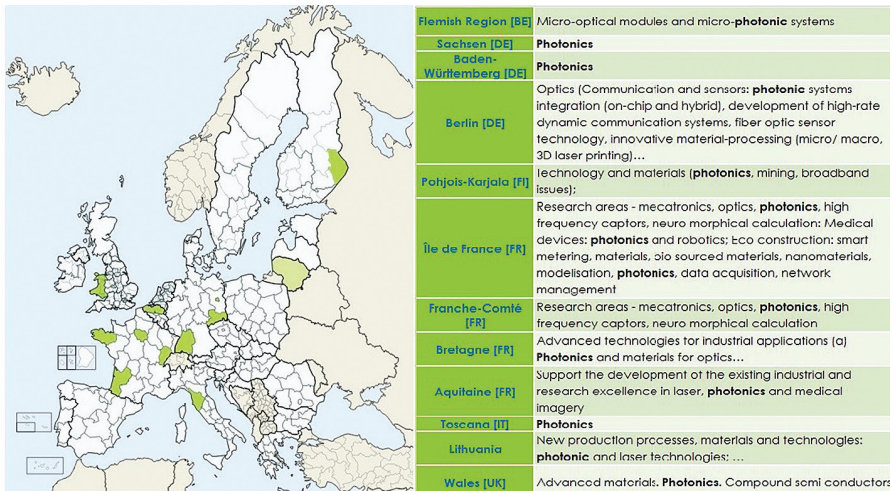 Flemish Region [BE] Micro-optical modules and micro-photonic systems
Sachsen [DE] Photonics
Baden-
Württemberg [DE] Photonics
Berlin [DE] Optics (Communication and sensors: photonic systems
integration (on-chip and hybrid), development of high-rate
dynamic communication systems, fiber optic sensor
technology, innovative material-processing (micro/ macro,
3D laser printing)…
Pohjois-Karjala [FI] Technology and materials (photonics, mining, broadband
issues);
Île de France [FR] Research areas - mecatronics, optics, photonics, high
frequency captors, neuro morphical calculation: Medical
devices: photonics and robotics; Eco construction: smart
metering, materials, bio sourced materials, nanomaterials,
modelisation, photonics, data acquisition, network
management
Franche-Comté
[FR] Research areas - mecatronics, optics, photonics, high
frequency captors, neuro morphical calculation
Bretagne [FR] Advanced technologies for industrial applications (a)
Photonics and materials for optics…
Aquitaine [FR] Support the development of the existing industrial and
research excellence in laser, photonics and medical
imagery
Toscana [IT] Photonics
Lithuania New production processes, materials and technologies:
photonic and laser technologies; …
Wales [UK] Advanced materials. Photonics. Compound semi conductors